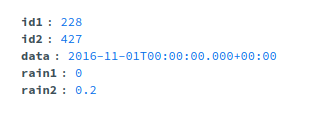 id1 : 228
id2 : 427
data : 2016-11-01T00:00:00.000+00:00
rain1 : 0
rain2 : 0.2